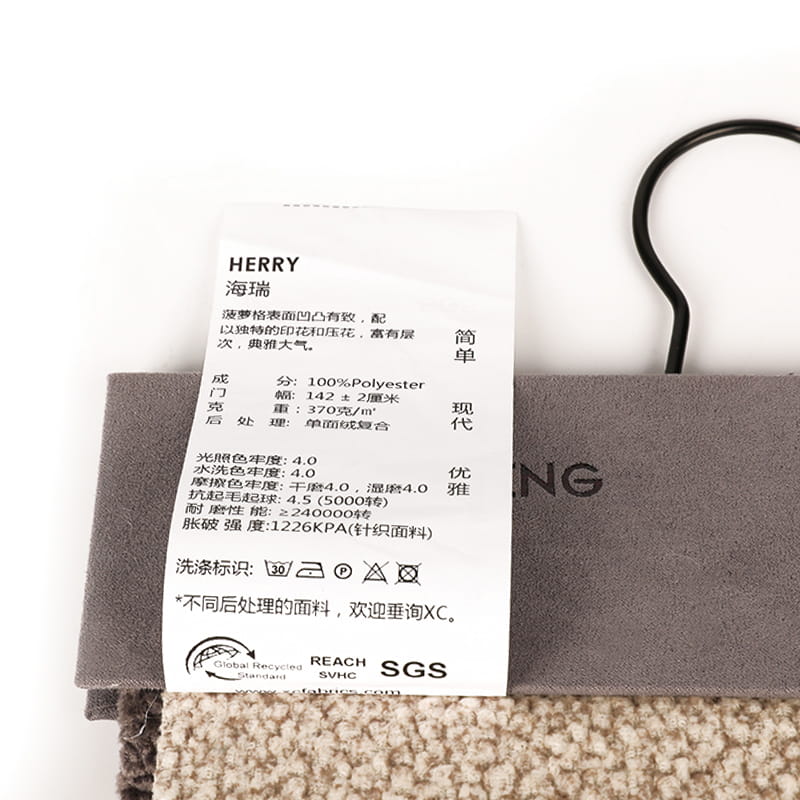 HERRY
海瑞
菠萝格表面凹凸有致，配
以独特的印花和压花，富有层
次，典雅大气。
简单
现代
优雅
成 分: 100%Polyester
门 幅: 142 ± 2厘米
克 重: 370克/㎡
后 处 理: 单面绒复合
光照色牢度: 4.0
水洗色牢度: 4.0
摩擦色牢度: 干磨4.0，湿磨4.0
抗起毛起球: 4.5 (5000转)
耐 磨性 能: ≥240000转
胀破 强 度:1226KPA(针织面料)
洗涤标识: 30 P
*不同后处理的面料，欢迎垂询XC。
Global Recycled
Standard
REACH
SVHC
SGS
ENG